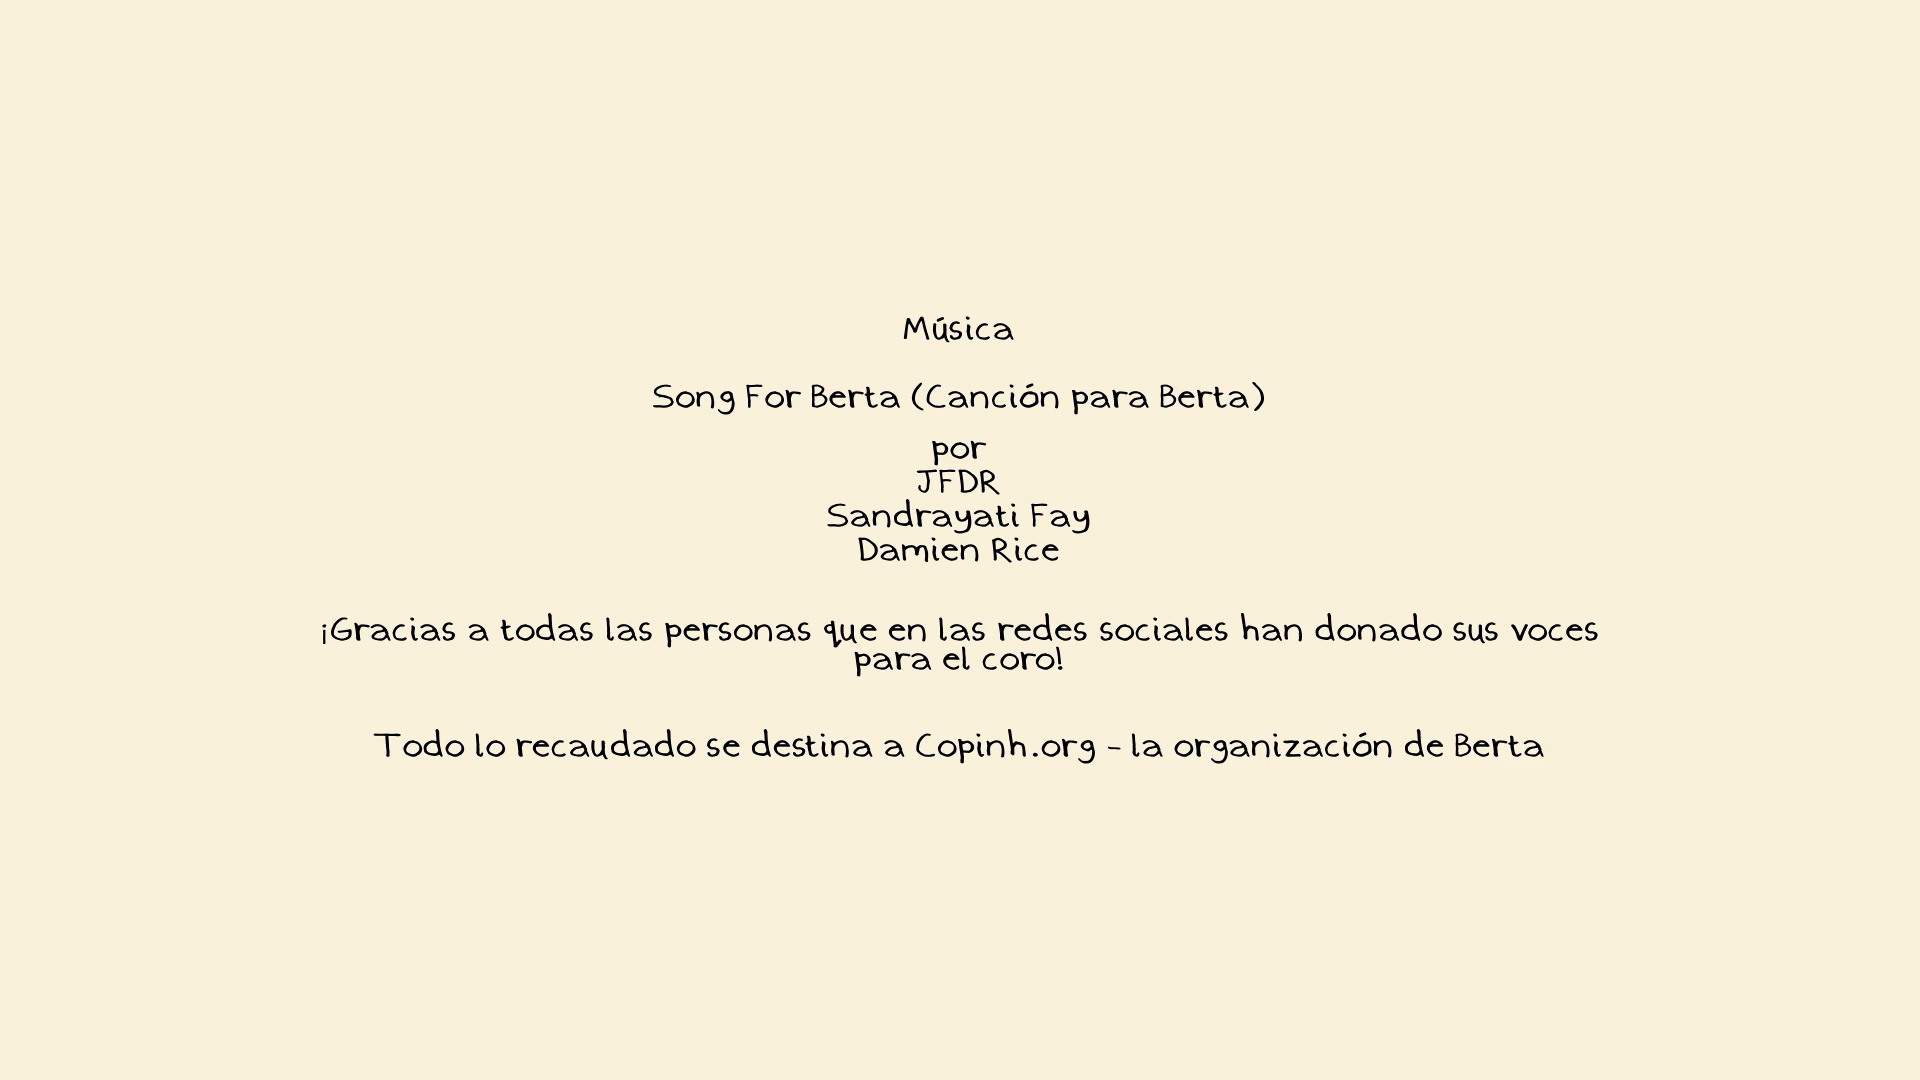 Música
Song For Berta (Canción para Berta)
por
JFDR
Sandrayati Fay
Damien Rice
¡Gracias a todas las personas que en las redes sociales han donado sus voces
para el coro!
Todo lo recaudado se destina a Copinh.org - la organización de Berta